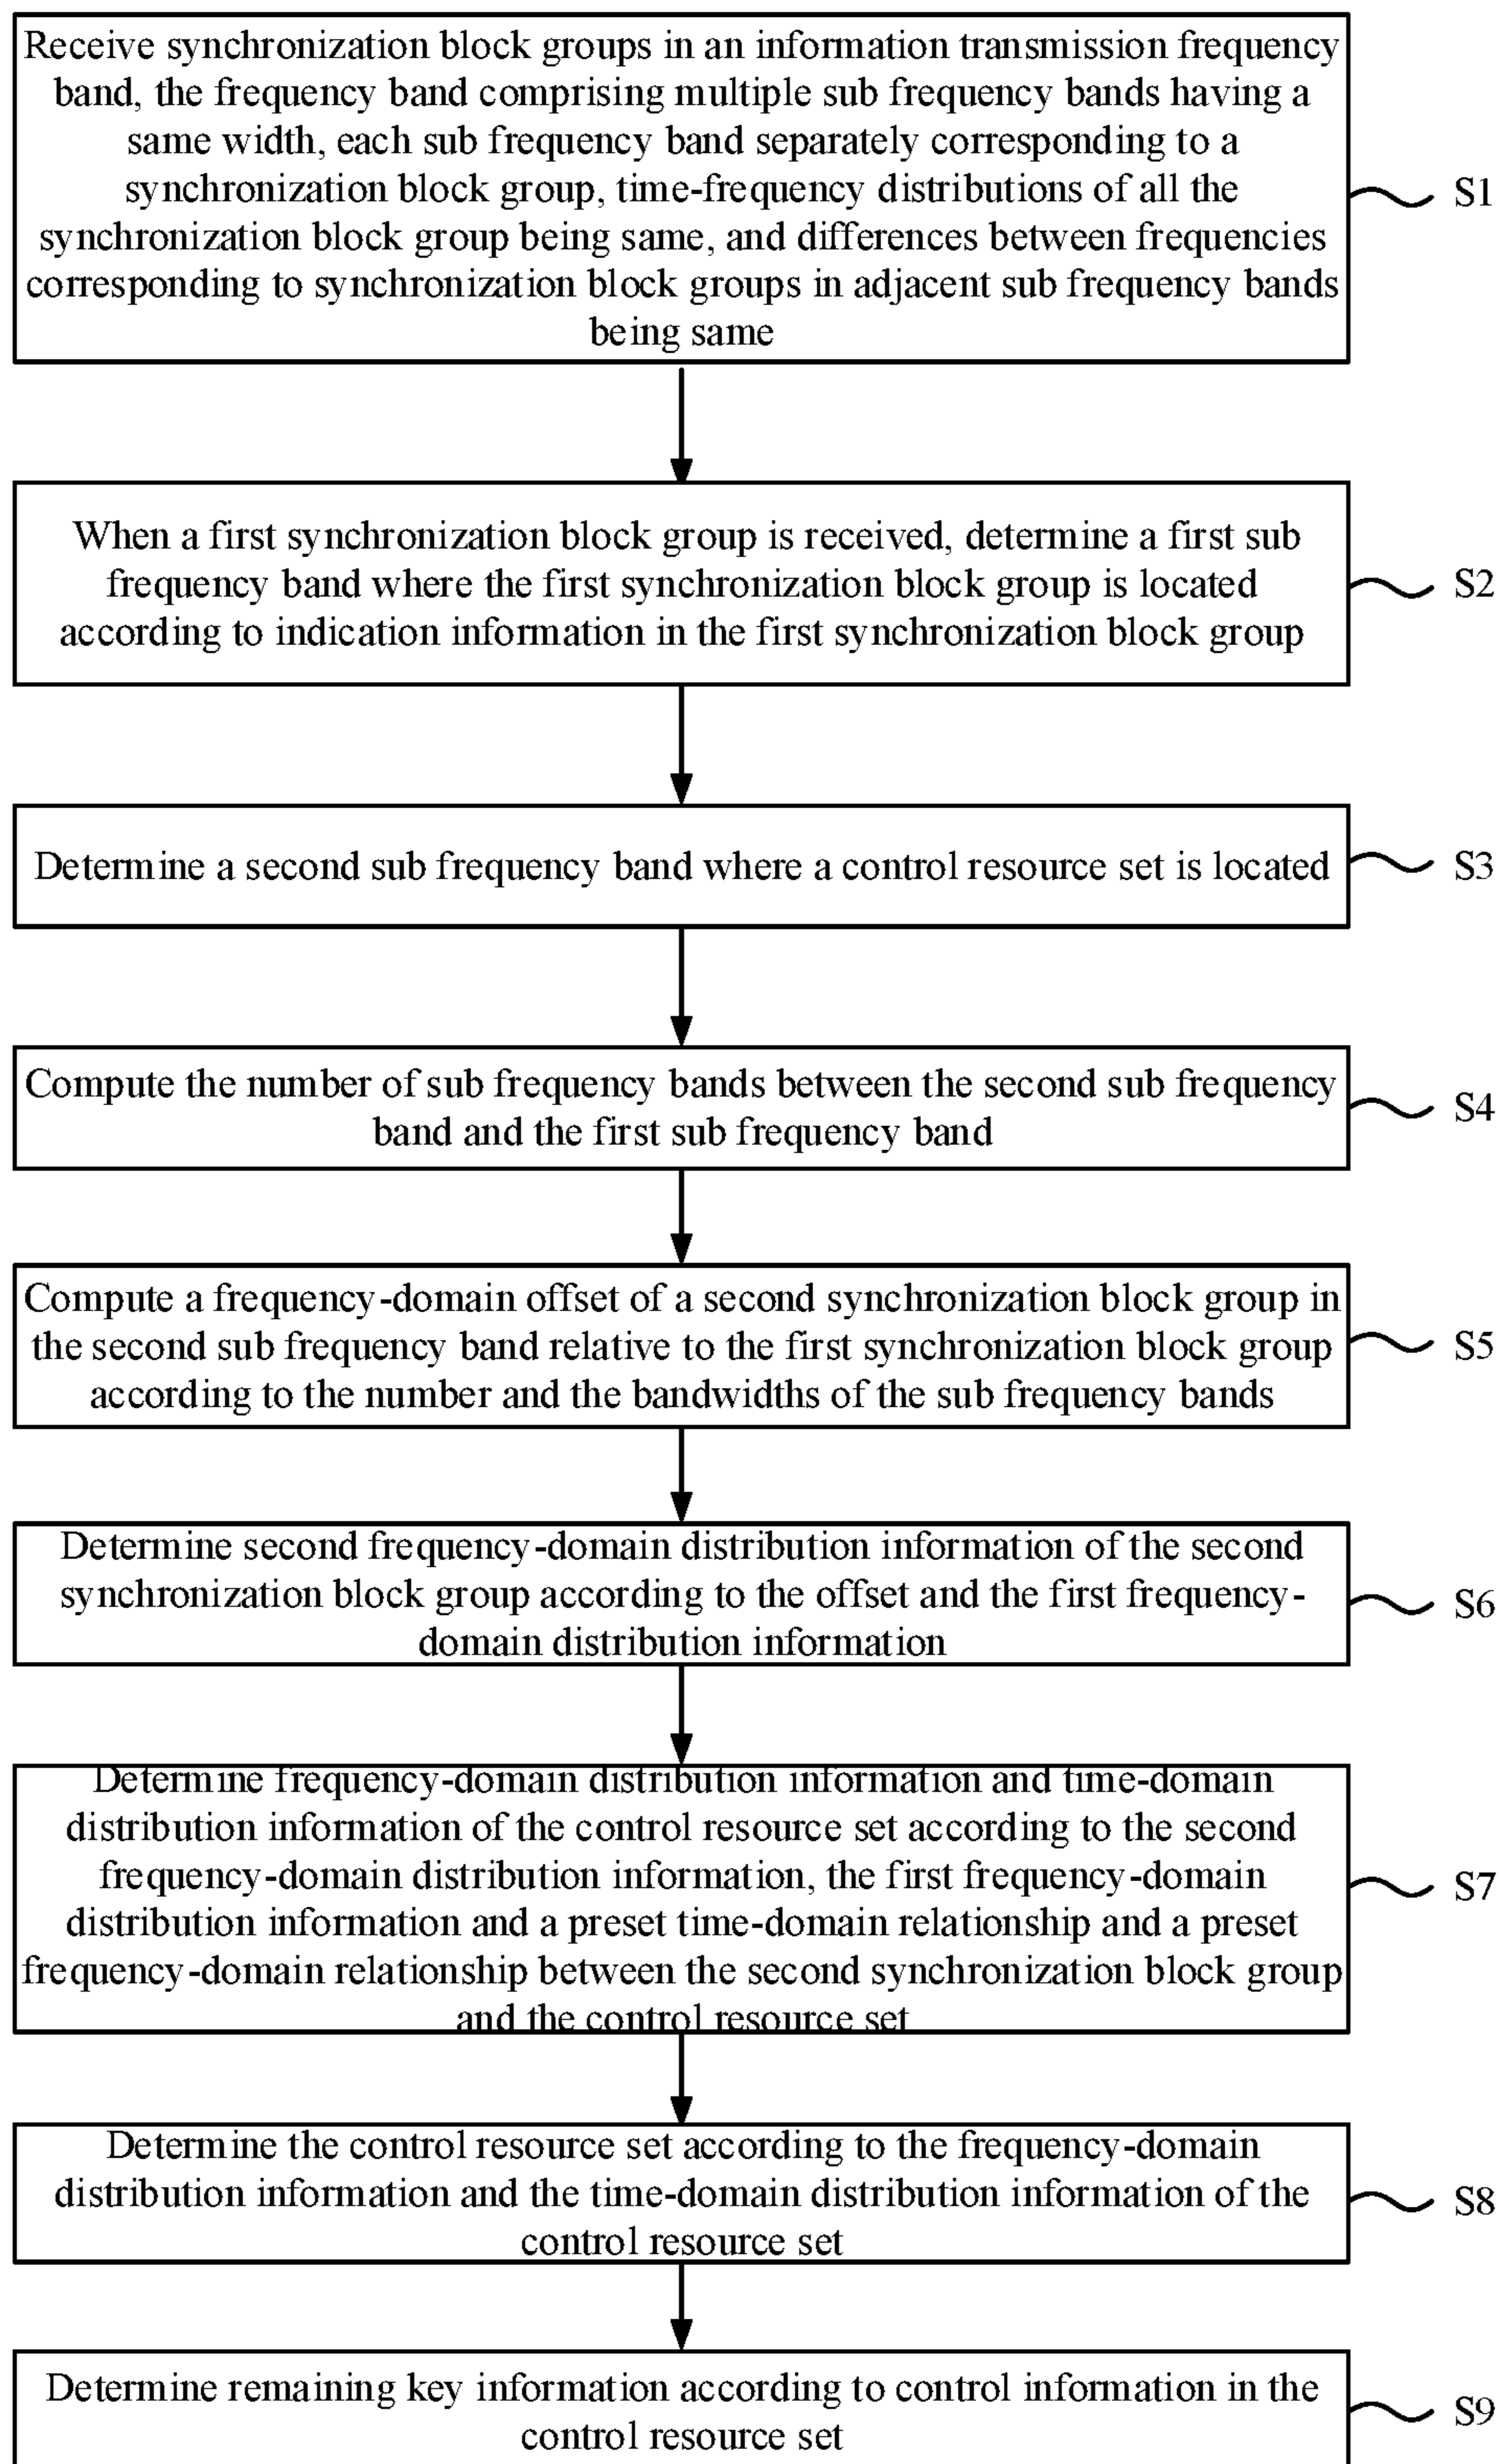 Receive synchronization block groups in an information transmission frequency
band, the frequency band comprising multiple sub frequency bands having a
same width, each sub frequency band separately corresponding to a
synchronization block group, time-frequency distributions of all the
synchronization block group being same, and differences between frequencies
corresponding to synchronization block groups in adjacent sub frequency bands
being same
S1
When a first synchronization block group is received, determine a first sub
frequency band where the first synchronization block group is located
according to indication information in the first synchronization block group
S2
Determine a second sub frequency band where a control resource set is located
S3
Compute the number of sub frequency bands between the second sub frequency
band and the first sub frequency band
S4
Compute a frequency-domain offset of a second synchronization block group in
the second sub frequency band relative to the first synchronization block group
according to the number and the bandwidths of the sub frequency bands
S5
Determine second frequency-domain distribution information of the second
synchronization block group according to the offset and the first frequency-
domain distribution information
S6
Determine frequency-domain distribution information and time-domain
distribution information of the control resource set according to the second
frequency-domain distribution information, the first frequency-domain
distribution information and a preset time-domain relationship and a preset
frequency-domain relationship between the second synchronization block group
and the control resource set
S7
Determine the control resource set according to the frequency-domain
distribution information and the time-domain distribution information of the
control resource set
S8
Determine remaining key information according to control information in the
control resource set
S9